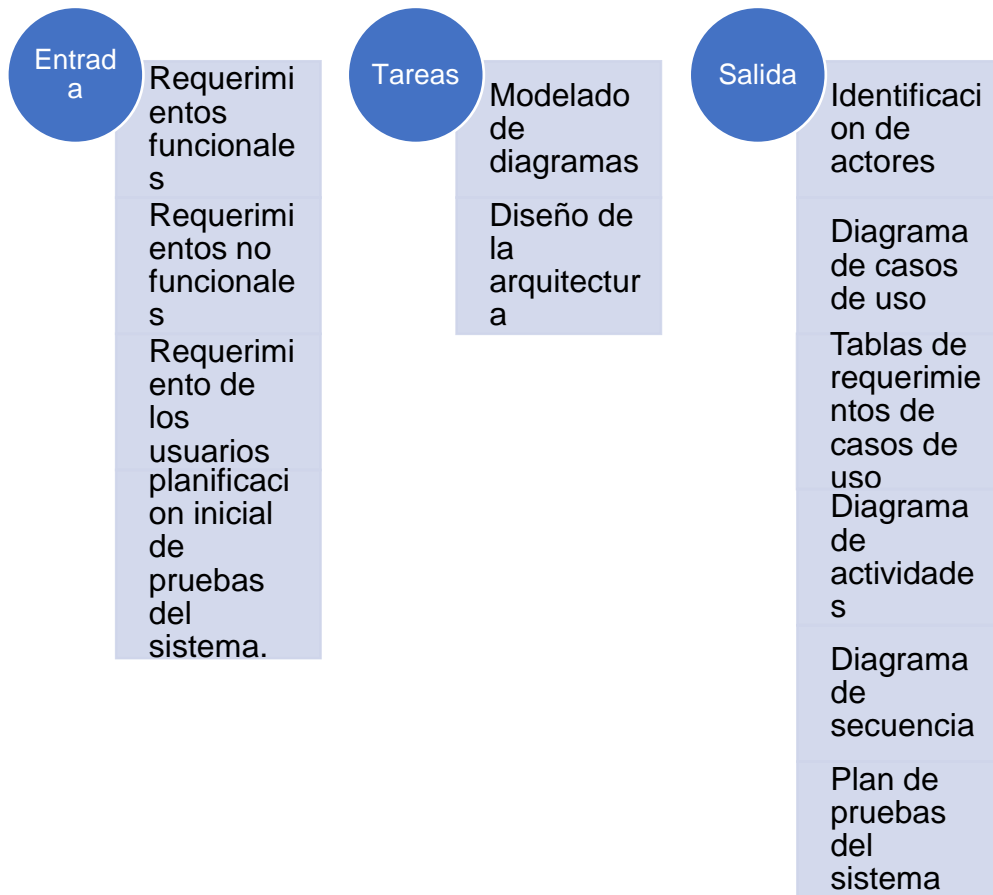 Entrad
a
Requerimi
entos
funcionale
s
Requerimi
entos no
funcionale
s
Requerimi
ento de
los
usuarios
planificaci
on inicial
de
pruebas
del
sistema.
Tareas
Modelado
de
diagramas
Diseño de
la
arquitectur
a
Salida
Identificaci
on de
actores
Diagrama
de casos
de uso
Tablas de
requerimie
ntos de
casos de
uso
Diagrama
de
actividade
s
Diagrama
de
secuencia
Plan de
pruebas
del
sistema